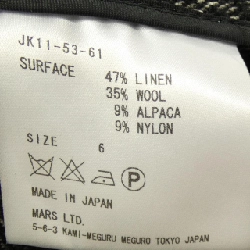 JK11-53-61
SURFACE 47% LINEN
35% WOOL
9% ALPACA
9% NYLON
SIZE 6
P
MADE IN JAPAN
MARS LTD.
5-6-3 KAMI-MEGURU MEGURO TOKYO JAPAN